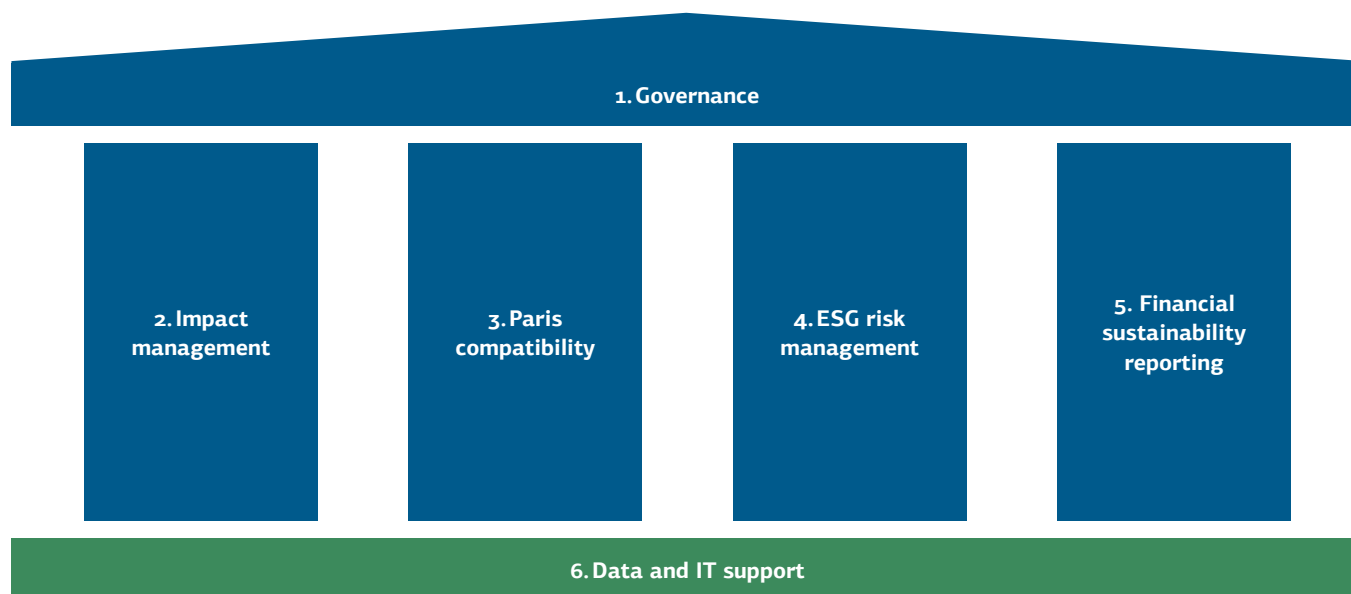 1. Governance
2. Impact
management
3. Paris
compatibility
4. ESG risk
management
5. Financial
sustainability
reporting
6. Data and IT support